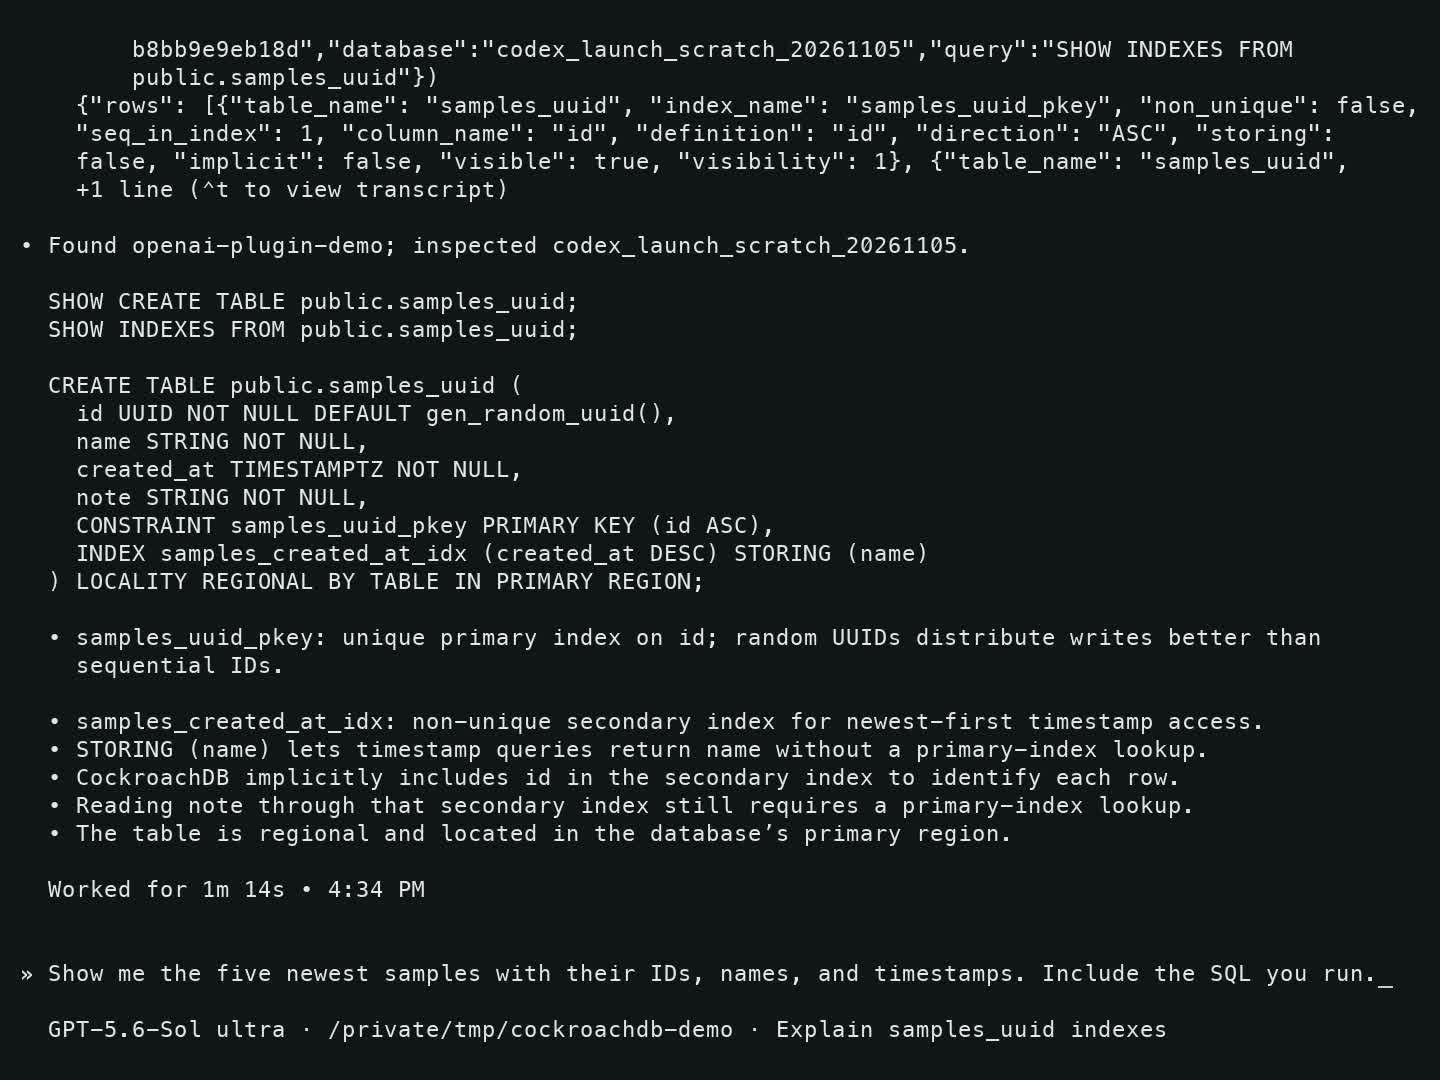 b8bb9e9eb18d","database":"codex_launch_scratch_20261105","query":"SHOW INDEXES FROM
public.samples_uuid"})
{"rows": [{"table_name": "samples_uuid", "index_name": "samples_uuid_pkey", "non_unique": false,
"seq_in_index": 1, "column_name": "id", "definition": "id", "direction": "ASC", "storing":
false, "implicit": false, "visible": true, "visibility": 1}, {"table_name": "samples_uuid",
+1 line (^t to view transcript)
• Found openai-plugin-demo; inspected codex_launch_scratch_20261105.
SHOW CREATE TABLE public.samples_uuid;
SHOW INDEXES FROM public.samples_uuid;
CREATE TABLE public.samples_uuid (
id UUID NOT NULL DEFAULT gen_random_uuid(),
name STRING NOT NULL,
created_at TIMESTAMPTZ NOT NULL,
note STRING NOT NULL,
CONSTRAINT samples_uuid_pkey PRIMARY KEY (id ASC),
INDEX samples_created_at_idx (created_at DESC) STORING (name)
) LOCALITY REGIONAL BY TABLE IN PRIMARY REGION;
• samples_uuid_pkey: unique primary index on id; random UUIDs distribute writes better than
sequential IDs.
• samples_created_at_idx: non-unique secondary index for newest-first timestamp access.
• STORING (name) lets timestamp queries return name without a primary-index lookup.
• CockroachDB implicitly includes id in the secondary index to identify each row.
• Reading note through that secondary index still requires a primary-index lookup.
• The table is regional and located in the database’s primary region.
Worked for 1m 14s • 4:34 PM
» Show me the five newest samples with their IDs, names, and timestamps. Include the SQL you run._
GPT-5.6-Sol ultra · /private/tmp/cockroachdb-demo · Explain samples_uuid indexes